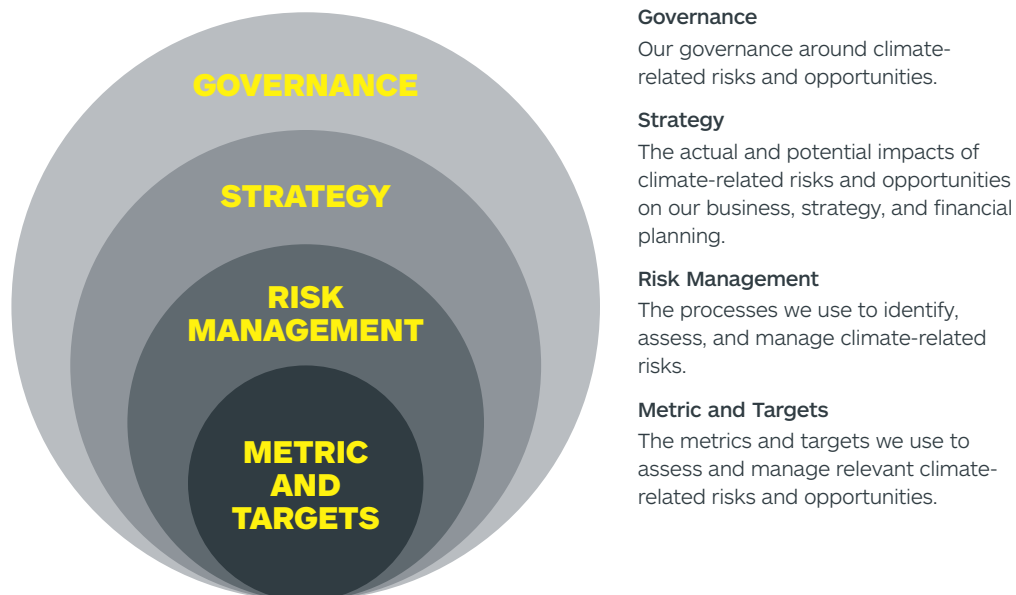 GOVERNANCE
STRATEGY
RISK
MANAGEMENT
METRIC
AND
TARGETS
Governance
Our governance around climate-
related risks and opportunities.
Strategy
The actual and potential impacts of
climate-related risks and opportunities
on our business, strategy, and financial
planning.
Risk Management
The processes we use to identify,
assess, and manage climate-related
risks.
Metric and Targets
The metrics and targets we use to
assess and manage relevant climate-
related risks and opportunities.